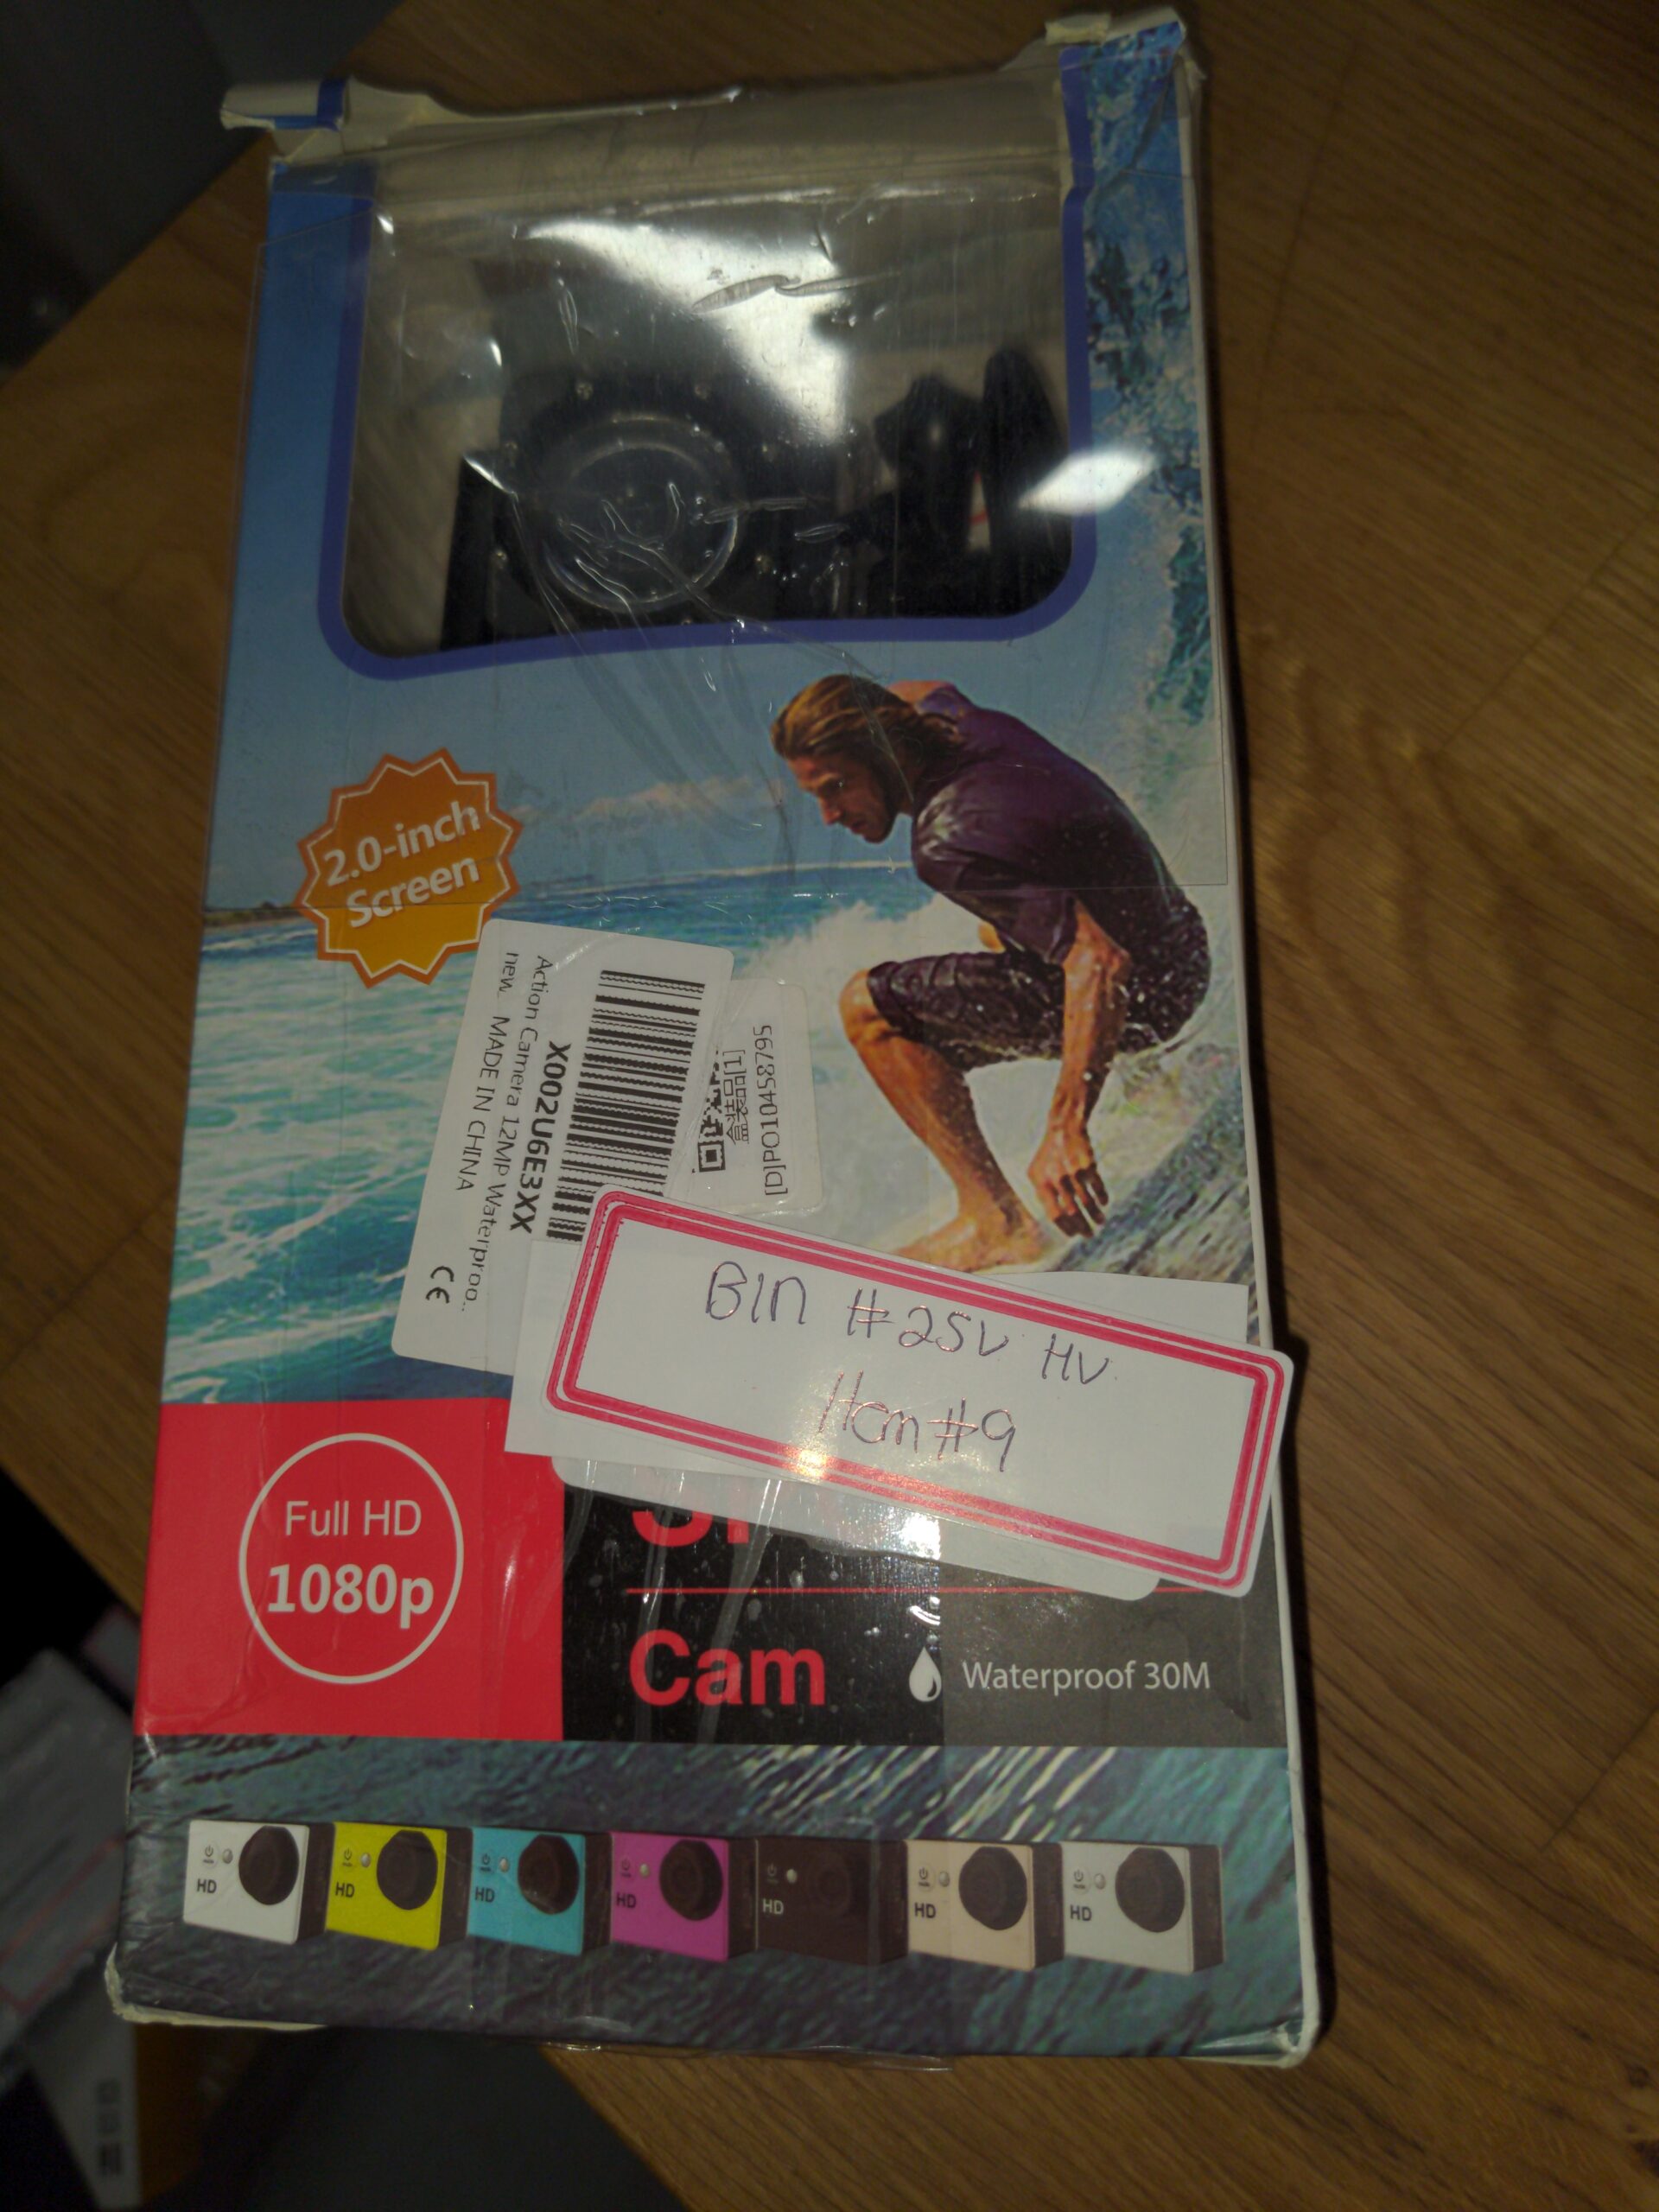 2.0-inch
Screen
X002U6E3XX
Action Camera 12MP Waterproo...
new MADE IN CHINA
CE
[D]PO10458795
BIN #25V HV
Item #9
Full HD
1080p
Cam
Waterproof 30M
HD
HD
HD
HD
HD
HD
HD